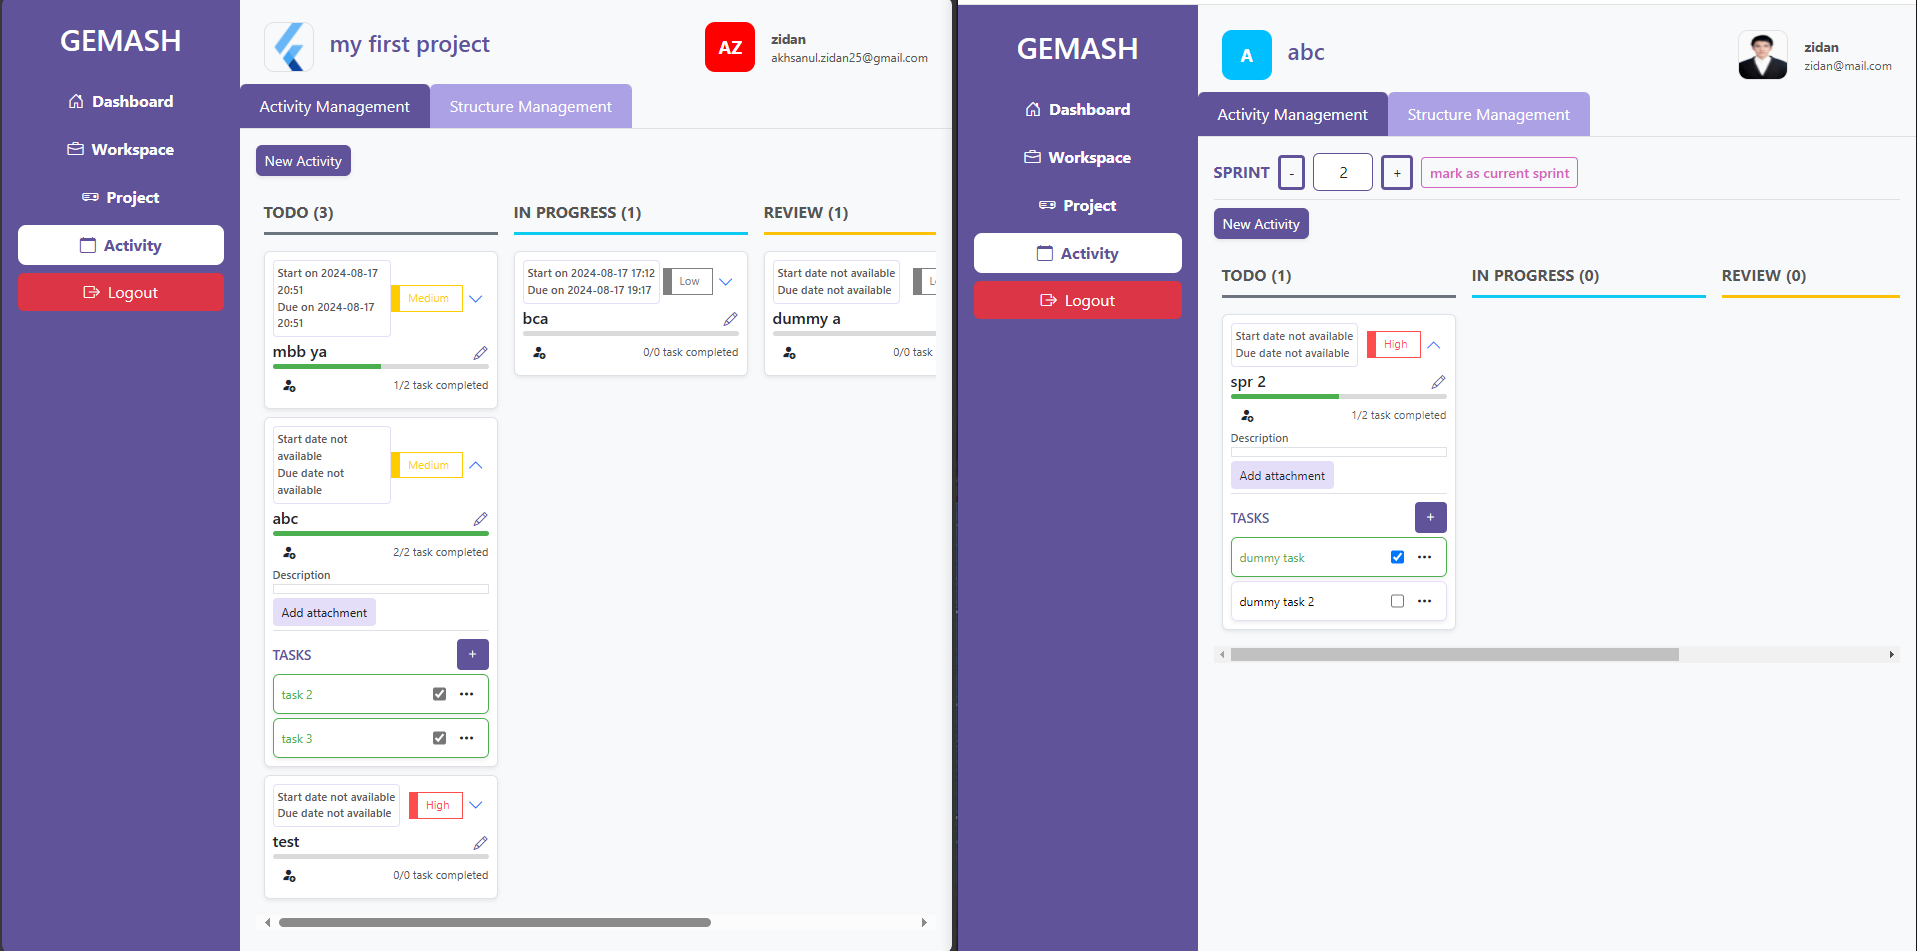 GEMASH
Dashboard
Workspace
Project
Activity
Logout
my first project
AZ
zidan
akhsanul.zidan25@gmail.com
Activity Management
Structure Management
New Activity
TODO (3)
Start on 2024-08-17
20:51
Due on 2024-08-17
20:51
Medium
mbb ya
1/2 task completed
Start date not
available
Due date not
available
Medium
abc
2/2 task completed
Description
Add attachment
TASKS
+
task 2
task 3
Start date not available
Due date not available
High
test
0/0 task completed
IN PROGRESS (1)
Start on 2024-08-17 17:12
Due on 2024-08-17 19:17
Low
bca
0/0 task completed
REVIEW (1)
Start date not available
Due date not available
dummy a
0/0 task
GEMASH
Dashboard
Workspace
Project
Activity
Logout
A
abc
zidan
zidan@mail.com
Activity Management
Structure Management
SPRINT - 2 + mark as current sprint
New Activity
TODO (1)
Start date not available
Due date not available
High
spr 2
1/2 task completed
Description
Add attachment
TASKS
+
dummy task
dummy task 2
IN PROGRESS (0)
REVIEW (0)